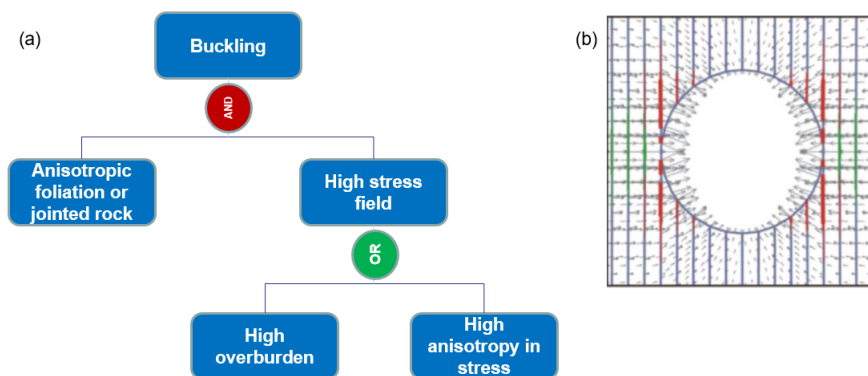 (a)
Buckling
(b)
AND
Anisotropic
foliation or
jointed rock
High stress
field
OR
High
overburden
High
anisotropy in
stress